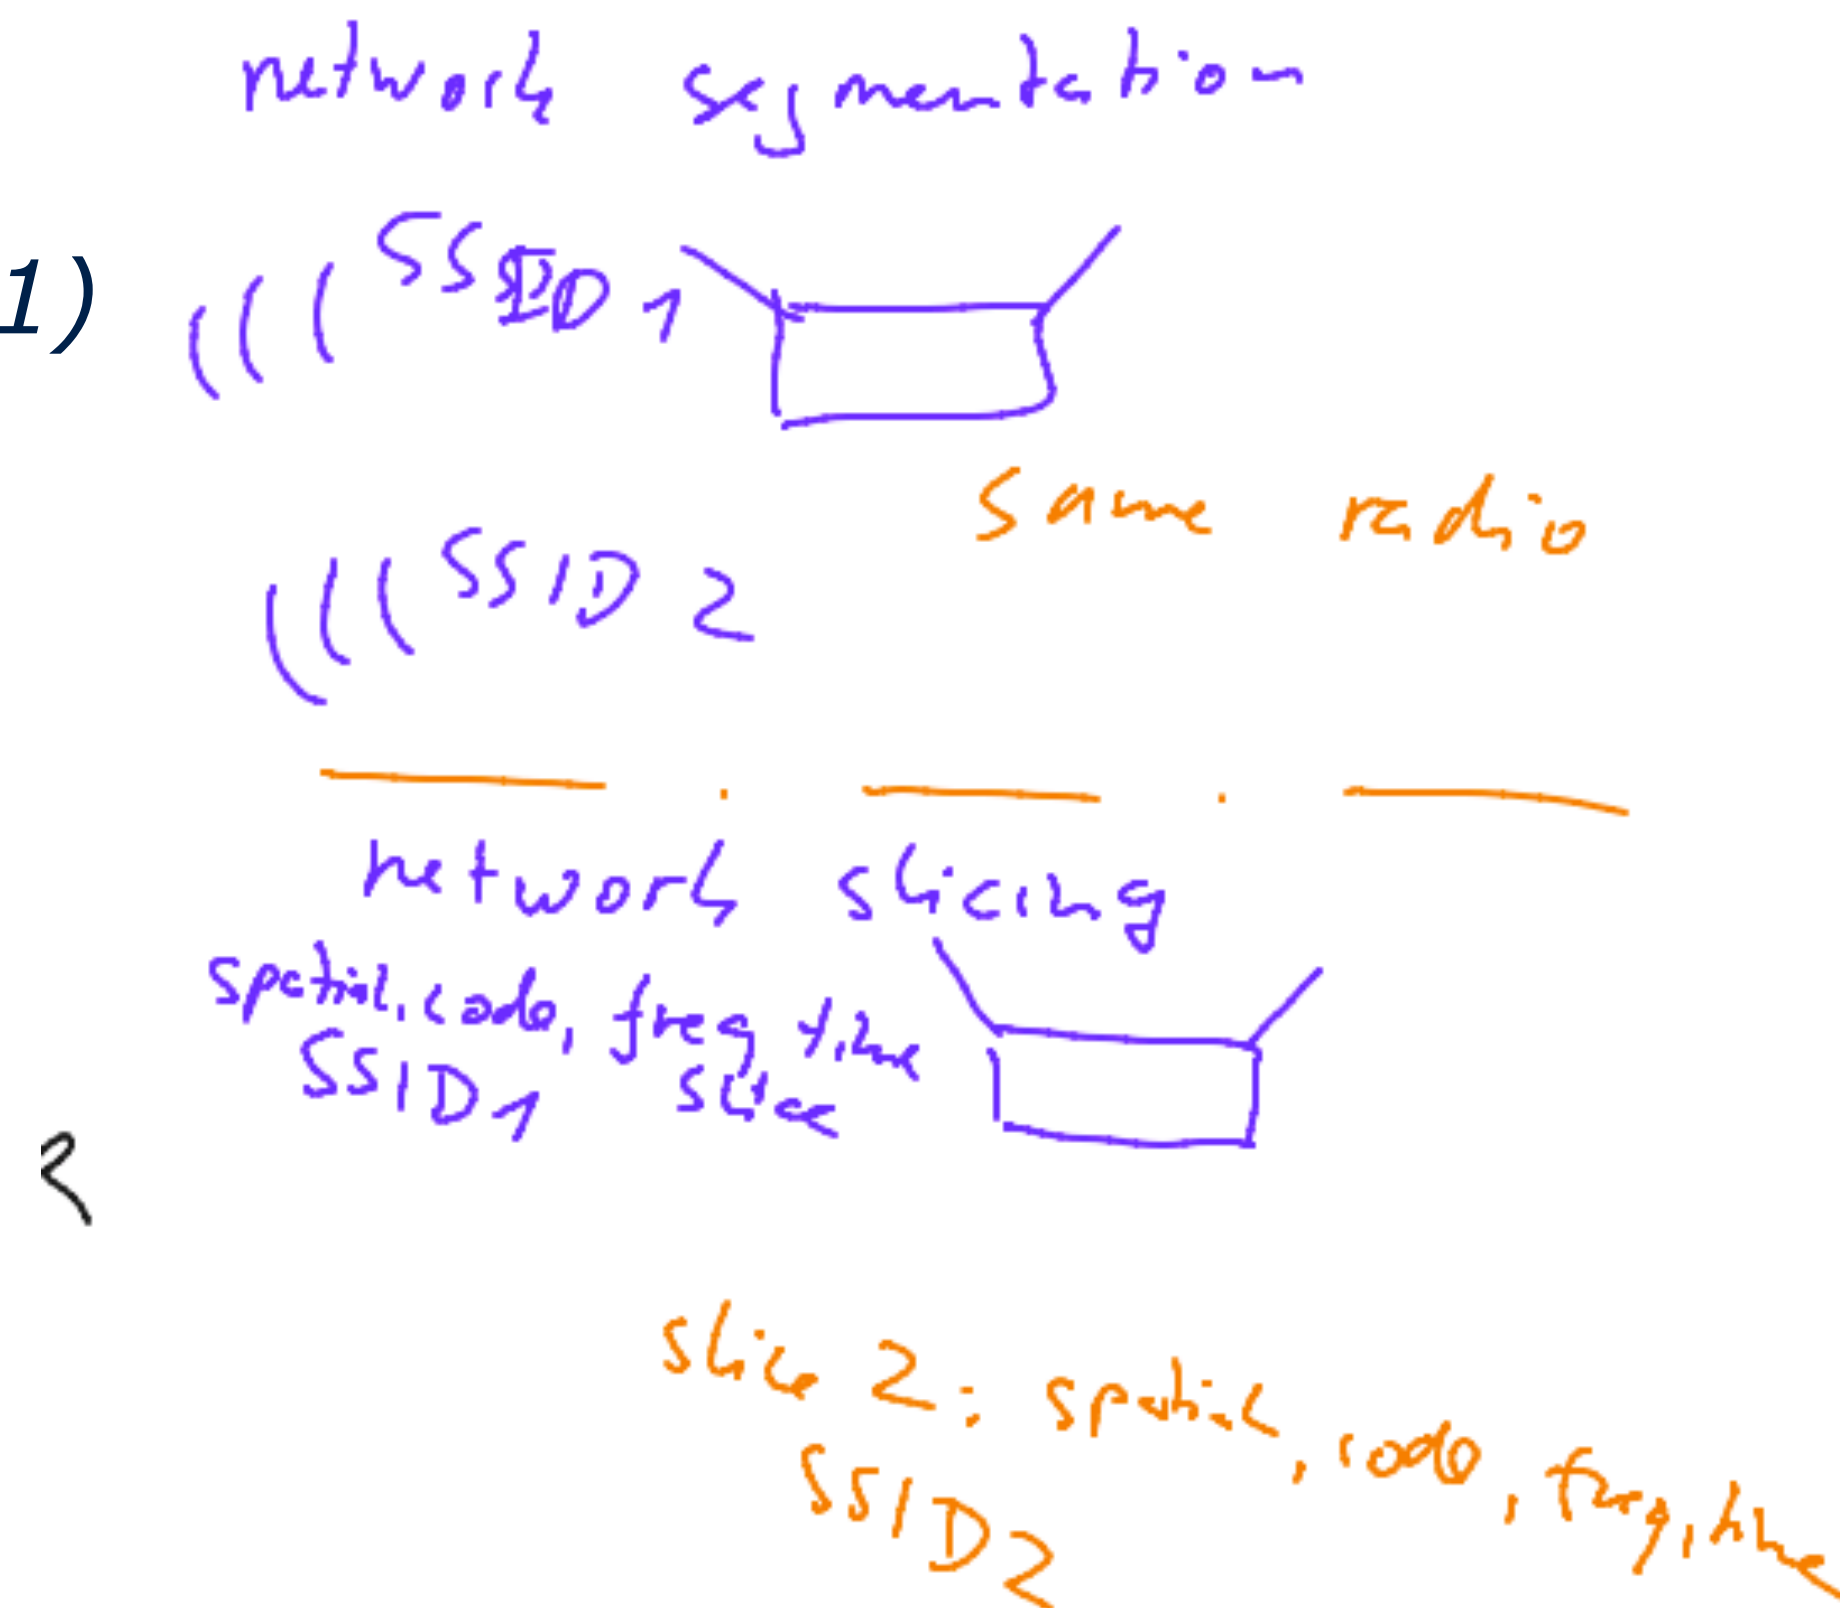 network segmentation
1)
SSID 1
same radio
SSID 2
network slicing
spatial, code, freq time
SSID1 slice
slice 2: spatial, code, freq, time
SSID2